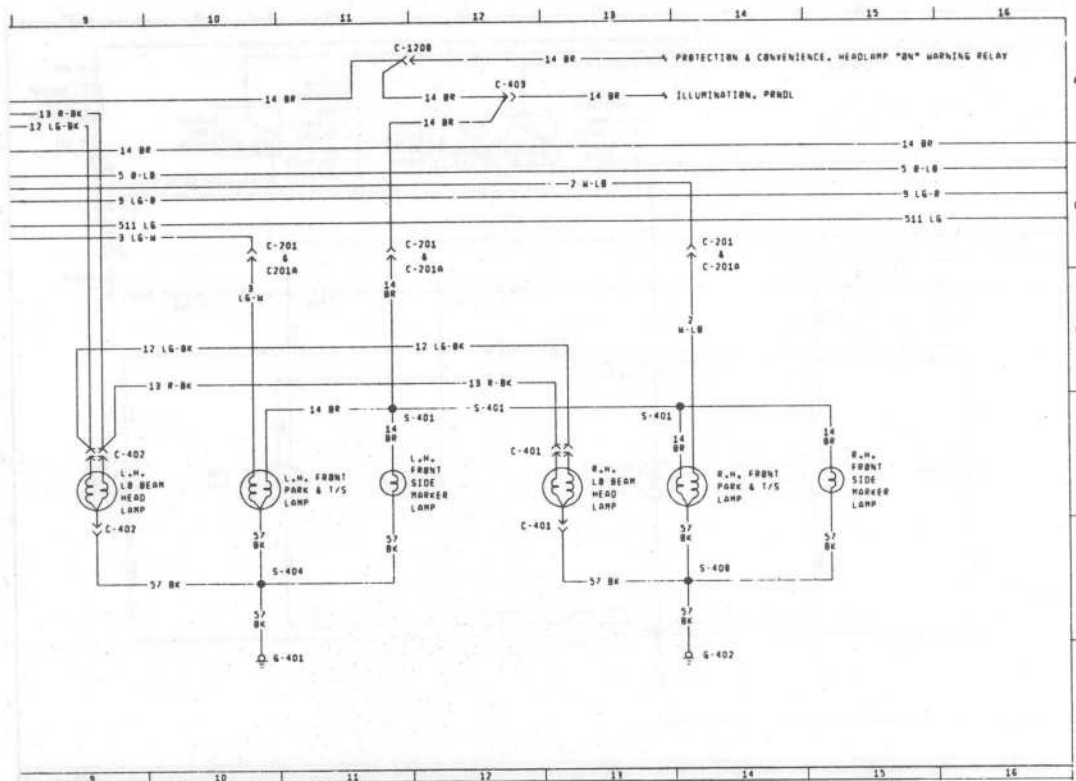 9 10 11 12 13 14 15 16
C-1208
14 BR PROTECTION & CONVENIENCE, HEADLAMP "ON" WARNING RELAY
C-403
14 BR 14 BR 14 BR ILLUMINATION, PRNDL
13 R-BK
14 BR
12 LG-BK
14 BR 14 BR
5 O-LB 5 O-LB
2 W-LB
9 LG-O 9 LG-O
511 LG 511 LG
3 LG-W
C-201 C-201 C-201
& & &
C201A C-201A C-201A
3 14
LG-W BR
2
W-LB
12 LG-BK 12 LG-BK
13 R-BK 13 R-BK
14 BR S-401 S-401 S-401
14 14 14
BR BR BR
C-402 C-401
L.H. LO BEAM HEAD LAMP
L.H. FRONT PARK & T/S LAMP
L.H. FRONT SIDE MARKER LAMP
R.H. LO BEAM HEAD LAMP
R.H. FRONT PARK & T/S LAMP
R.H. FRONT SIDE MARKER LAMP
C-402 C-401
57 57 57 57
BK BK BK BK
S-404 S-408
57 BK 57 BK
57 57
BK BK
G-401 G-402
9 10 11 12 13 14 15 16